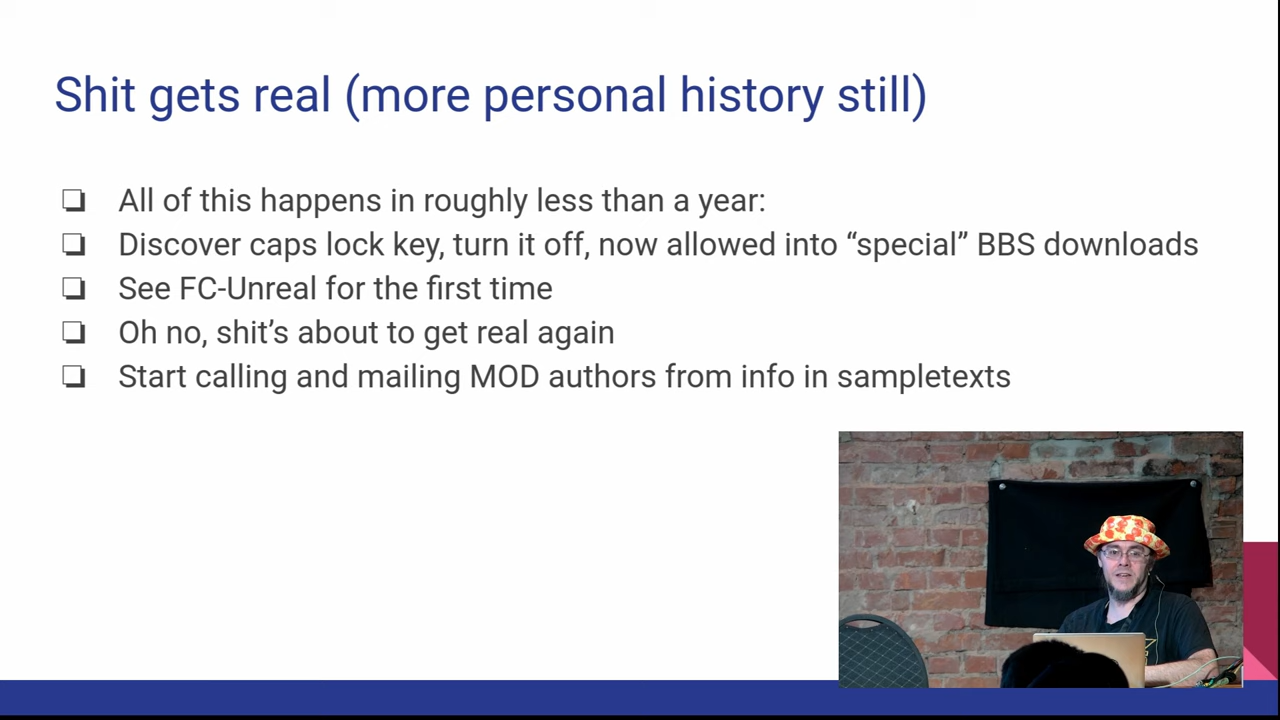 Shit gets real (more personal history still)
❏ All of this happens in roughly less than a year:
❏ Discover caps lock key, turn it off, now allowed into “special” BBS downloads
❏ See FC-Unreal for the first time
❏ Oh no, shit’s about to get real again
❏ Start calling and mailing MOD authors from info in sampletexts